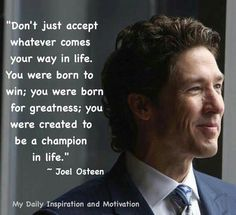 "Don't just accept
whatever comes
your way in life.
You were born to
win; you were born
for greatness; you
were created to
be a champion
in life."
~ Joel Osteen
My Daily Inspiration and Motivation